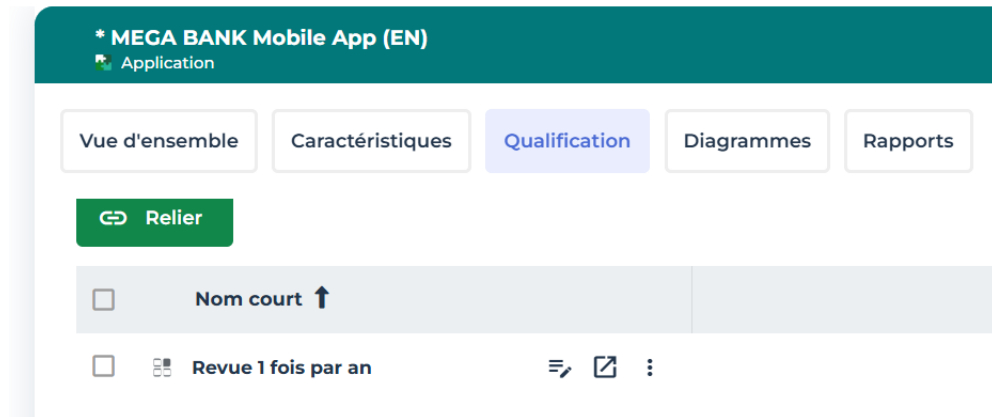 * MEGA BANK Mobile App (EN)
Application
Vue d'ensemble Caractéristiques Qualification Diagrammes Rapports
Relier
Nom court
Revue 1 fois par an